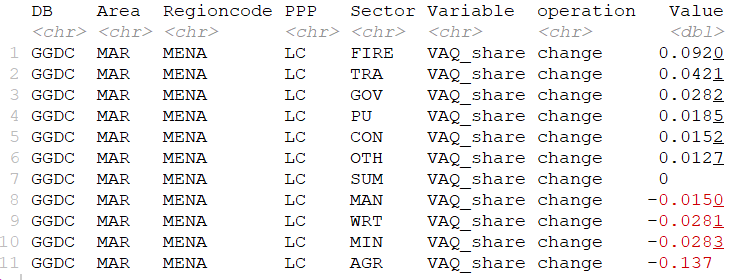 DB Area Regioncode PPP Sector Variable operation Value
<chr> <chr> <chr> <chr> <chr> <chr> <chr> <dbl>
1 GGDC MAR MENA LC FIRE VAQ_share change 0.0920
2 GGDC MAR MENA LC TRA VAQ_share change 0.0421
3 GGDC MAR MENA LC GOV VAQ_share change 0.0282
4 GGDC MAR MENA LC PU VAQ_share change 0.0185
5 GGDC MAR MENA LC CON VAQ_share change 0.0152
6 GGDC MAR MENA LC OTH VAQ_share change 0.0127
7 GGDC MAR MENA LC SUM VAQ_share change 0
8 GGDC MAR MENA LC MAN VAQ_share change -0.0150
9 GGDC MAR MENA LC WRT VAQ_share change -0.0281
10 GGDC MAR MENA LC MIN VAQ_share change -0.0283
11 GGDC MAR MENA LC AGR VAQ_share change -0.137